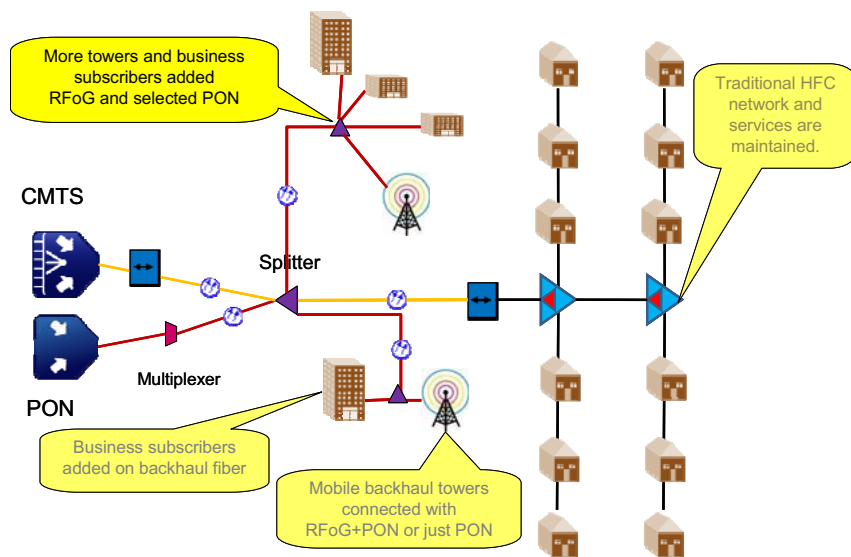 More towers and business
subscribers added
RFoG and selected PON
Traditional HFC
network and
services are
maintained.
CMTS
Splitter
Multiplexer
PON
Business subscribers
added on backhaul fiber
Mobile backhaul towers
connected with
RFoG+PON or just PON